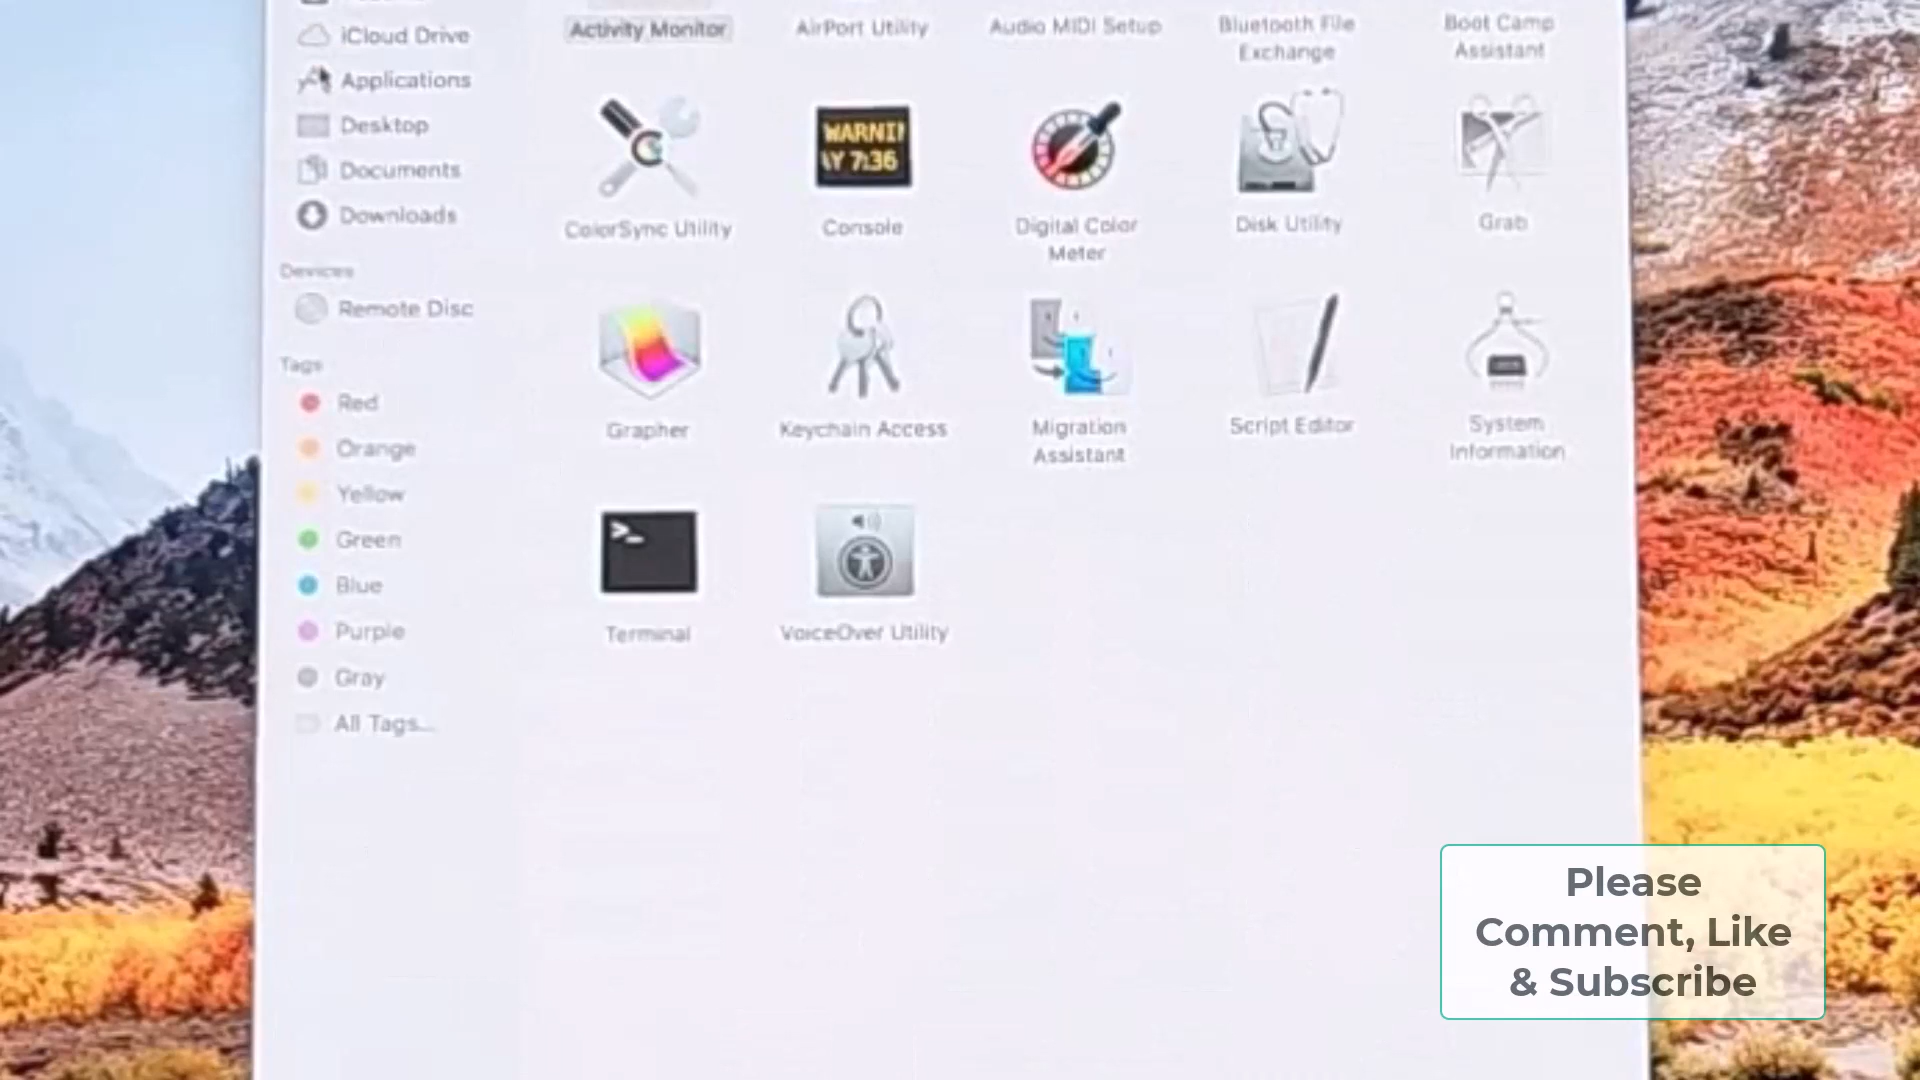 iCloud Drive
Applications
Desktop
Documents
Downloads
Devices
Remote Disc
Tags
Red
Orange
Yellow
Green
Blue
Purple
Gray
All Tags...
Activity Monitor
AirPort Utility
Audio MIDI Setup
Bluetooth File
Exchange
Boot Camp
Assistant
WARNIN
AY 7:36
ColorSync Utility
Console
Digital Color
Meter
Disk Utility
Grab
Grapher
Keychain Access
Migration
Assistant
Script Editor
System
Information
Terminal
VoiceOver Utility
Please
Comment, Like
& Subscribe